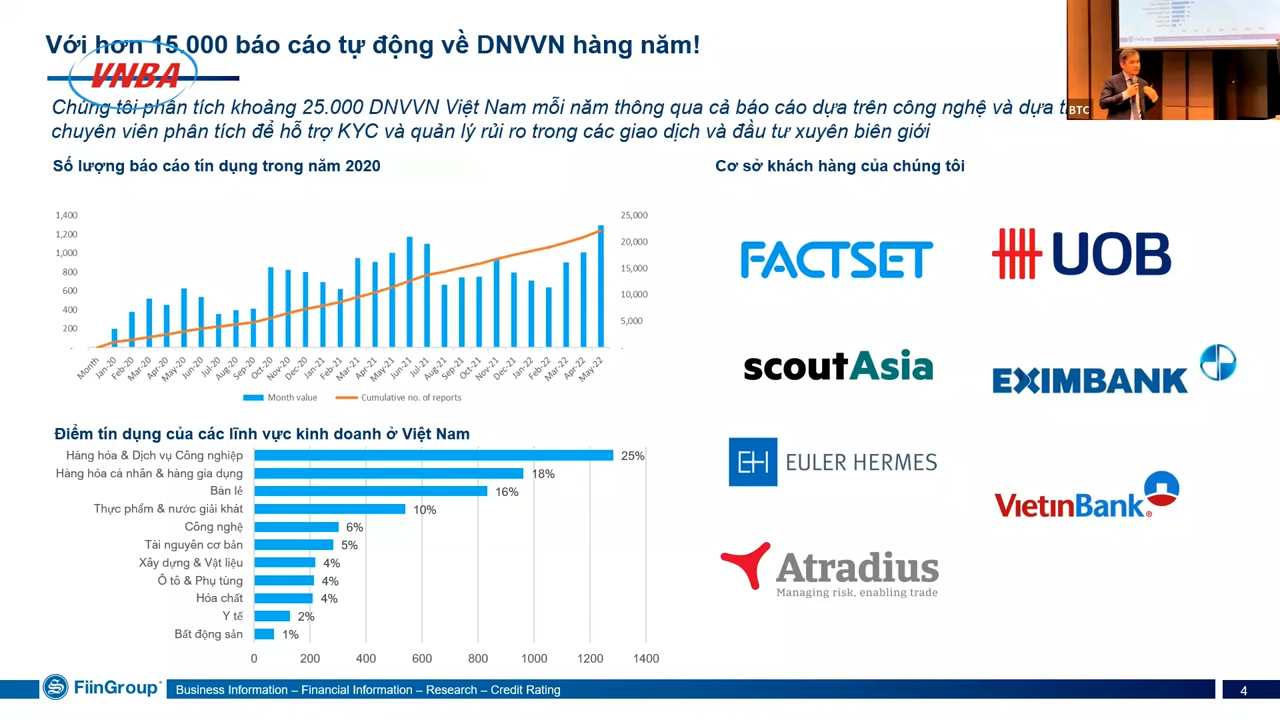 Với hơn 15.000 báo cáo tự động về DNVVN hàng năm!
VNBA
Chúng tôi phân tích khoảng 25.000 DNVVN Việt Nam mỗi năm thông qua cả báo cáo dựa trên công nghệ và dựa
chuyên viên phân tích để hỗ trợ KYC và quản lý rủi ro trong các giao dịch và đầu tư xuyên biên giới
BTC
Số lượng báo cáo tín dụng trong năm 2020
1,400
1,200
1,000
800
600
400
200
-
25,000
20,000
15,000
10,000
5,000
-
Month
Jan-20
Feb-20
Mar-20
Apr-20
May-20
Jun-20
Jul-20
Aug-20
Sep-20
Oct-20
Nov-20
Dec-20
Jan-21
Feb-21
Mar-21
Apr-21
May-21
Jun-21
Jul-21
Aug-21
Sep-21
Oct-21
Nov-21
Dec-21
Jan-22
Feb-22
Mar-22
Apr-22
May-22
Month value
Cumulative no. of reports
Điểm tín dụng của các lĩnh vực kinh doanh ở Việt Nam
Hàng hóa & Dịch vụ Công nghiệp 25%
Hàng hóa cá nhân & hàng gia dụng 18%
Bán lẻ 16%
Thực phẩm & nước giải khát 10%
Công nghệ 6%
Tài nguyên cơ bản 5%
Xây dựng & Vật liệu 4%
Ô tô & Phụ tùng 4%
Hóa chất 4%
Y tế 2%
Bất động sản 1%
0 200 400 600 800 1000 1200 1400
Cơ sở khách hàng của chúng tôi
FACTSET
UOB
scoutAsia
EXIMBANK
EH EULER HERMES
VietinBank®
Atradius
Managing risk, enabling trade
FiinGroup®
Business Information – Financial Information – Research – Credit Rating
4